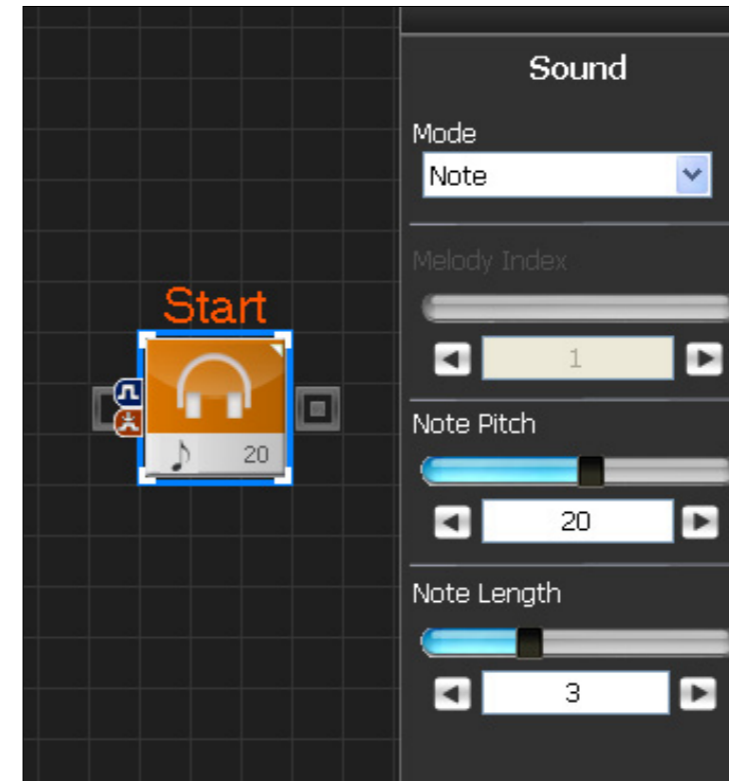 Start
20
Sound
Mode
Note
Melody Index
1
Note Pitch
20
Note Length
3